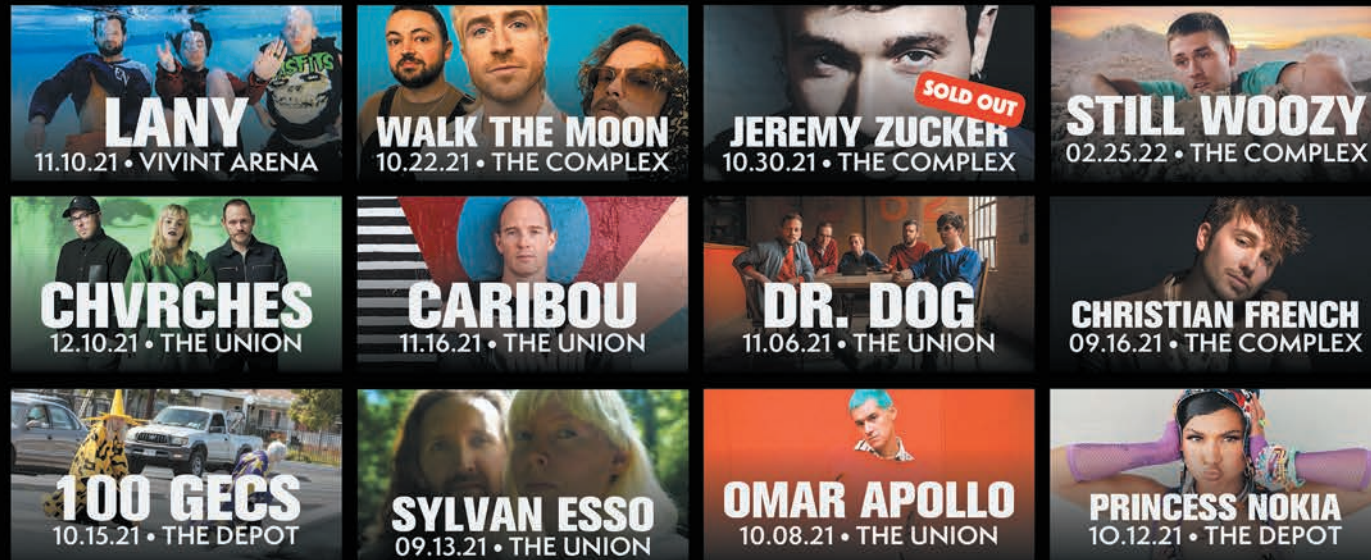 LANY
11.10.21 • VIVINT ARENA
WALK THE MOON
10.22.21 • THE COMPLEX
SOLD OUT
JEREMY ZUCKER
10.30.21 • THE COMPLEX
STILL WOOZY
02.25.22 • THE COMPLEX
CHVRCHES
12.10.21 • THE UNION
CARIBOU
11.16.21 • THE UNION
DR. DOG
11.06.21 • THE UNION
CHRISTIAN FRENCH
09.16.21 • THE COMPLEX
100 GECS
10.15.21 • THE DEPOT
SYLVAN ESSO
09.13.21 • THE UNION
OMAR APOLLO
10.08.21 • THE UNION
PRINCESS NOKIA
10.12.21 • THE DEPOT